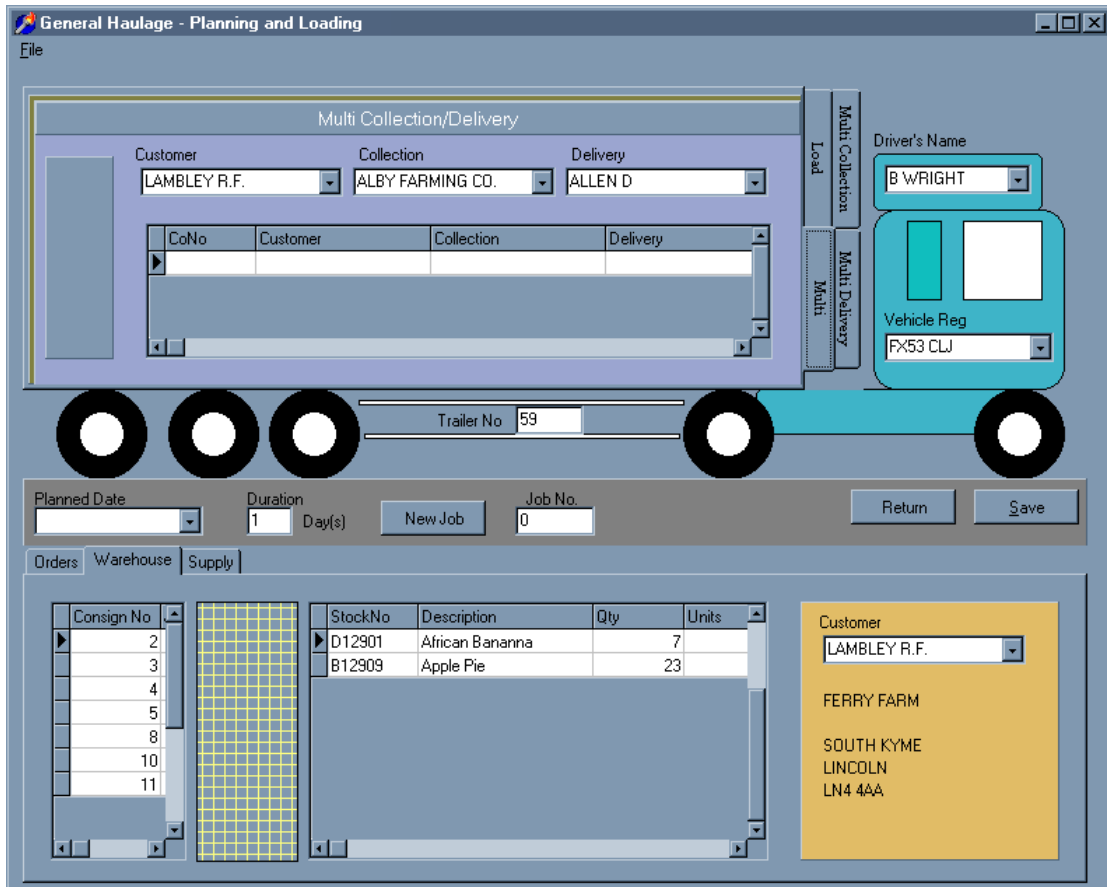 General Haulage - Planning and Loading
File
Multi Collection/Delivery
Customer Collection Delivery
LAMBLEY R.F. ALBY FARMING CO. ALLEN D
CoNo Customer Collection Delivery
Load
Multi Collection
Multi
Multi Delivery
Driver's Name
B WRIGHT
Vehicle Reg
FX53 CLJ
Trailer No 59
Planned Date Duration Job No.
1 Day(s) New Job 0 Return Save
Orders Warehouse Supply
Consign No
2
3
4
5
8
10
11
StockNo Description Qty Units
D12901 African Bananna 7
B12909 Apple Pie 23
Customer
LAMBLEY R.F.
FERRY FARM
SOUTH KYME
LINCOLN
LN4 4AA